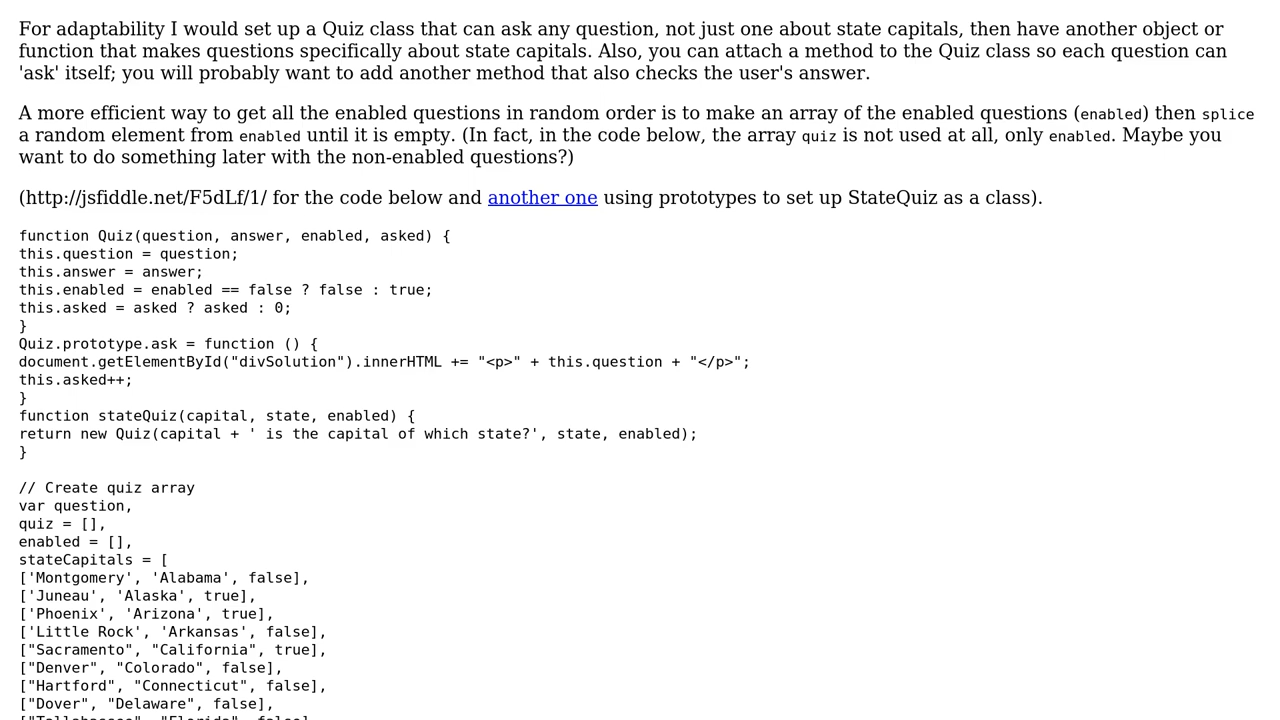 For adaptability I would set up a Quiz class that can ask any question, not just one about state capitals, then have another object or
function that makes questions specifically about state capitals. Also, you can attach a method to the Quiz class so each question can
'ask' itself; you will probably want to add another method that also checks the user's answer.
A more efficient way to get all the enabled questions in random order is to make an array of the enabled questions (enabled) then splice
a random element from enabled until it is empty. (In fact, in the code below, the array quiz is not used at all, only enabled. Maybe you
want to do something later with the non-enabled questions?)
(http://jsfiddle.net/F5dLf/1/ for the code below and another one using prototypes to set up StateQuiz as a class).
function Quiz(question, answer, enabled, asked) {
this.question = question;
this.answer = answer;
this.enabled = enabled == false ? false : true;
this.asked = asked ? asked : 0;
}
Quiz.prototype.ask = function () {
document.getElementById("divSolution").innerHTML += "<p>" + this.question + "</p>";
this.asked++;
}
function stateQuiz(capital, state, enabled) {
return new Quiz(capital + ' is the capital of which state?', state, enabled);
}
// Create quiz array
var question,
quiz = [],
enabled = [],
stateCapitals = [
['Montgomery', 'Alabama', false],
['Juneau', 'Alaska', true],
['Phoenix', 'Arizona', true],
['Little Rock', 'Arkansas', false],
["Sacramento", "California", true],
["Denver", "Colorado", false],
["Hartford", "Connecticut", false],
["Dover", "Delaware", false],
["Tallahassee", "Florida", false],